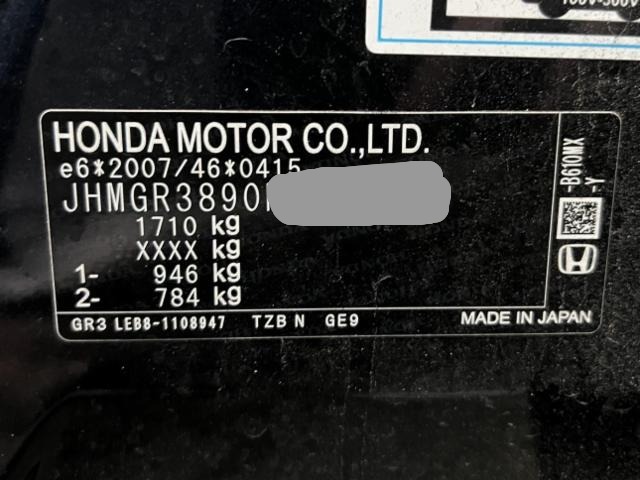 HONDA MOTOR CO.,LTD.
e6*2007/46*0415
JHMGR3890
1710 kg
XXXX kg
1- 946 kg
2- 784 kg
GR3 LEB8-1108947 TZB N GE9
MADE IN JAPAN
-B610MX
-Y